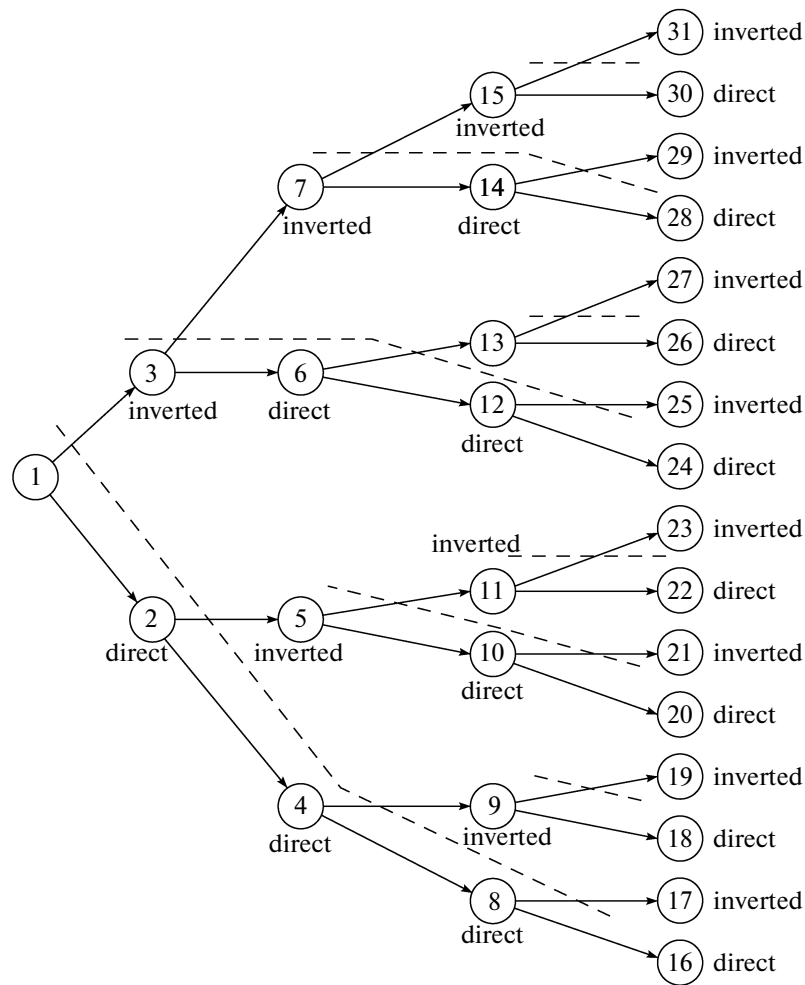 31 inverted
15
30 direct
inverted
29 inverted
7
14
28 direct
inverted
direct
27 inverted
13
26 direct
3
6
12
25 inverted
inverted
direct
direct
24 direct
1
23 inverted
inverted
11
22 direct
2
5
10
21 inverted
direct
inverted
direct
20 direct
19 inverted
4
9
18 direct
direct
inverted
8
17 inverted
direct
16 direct